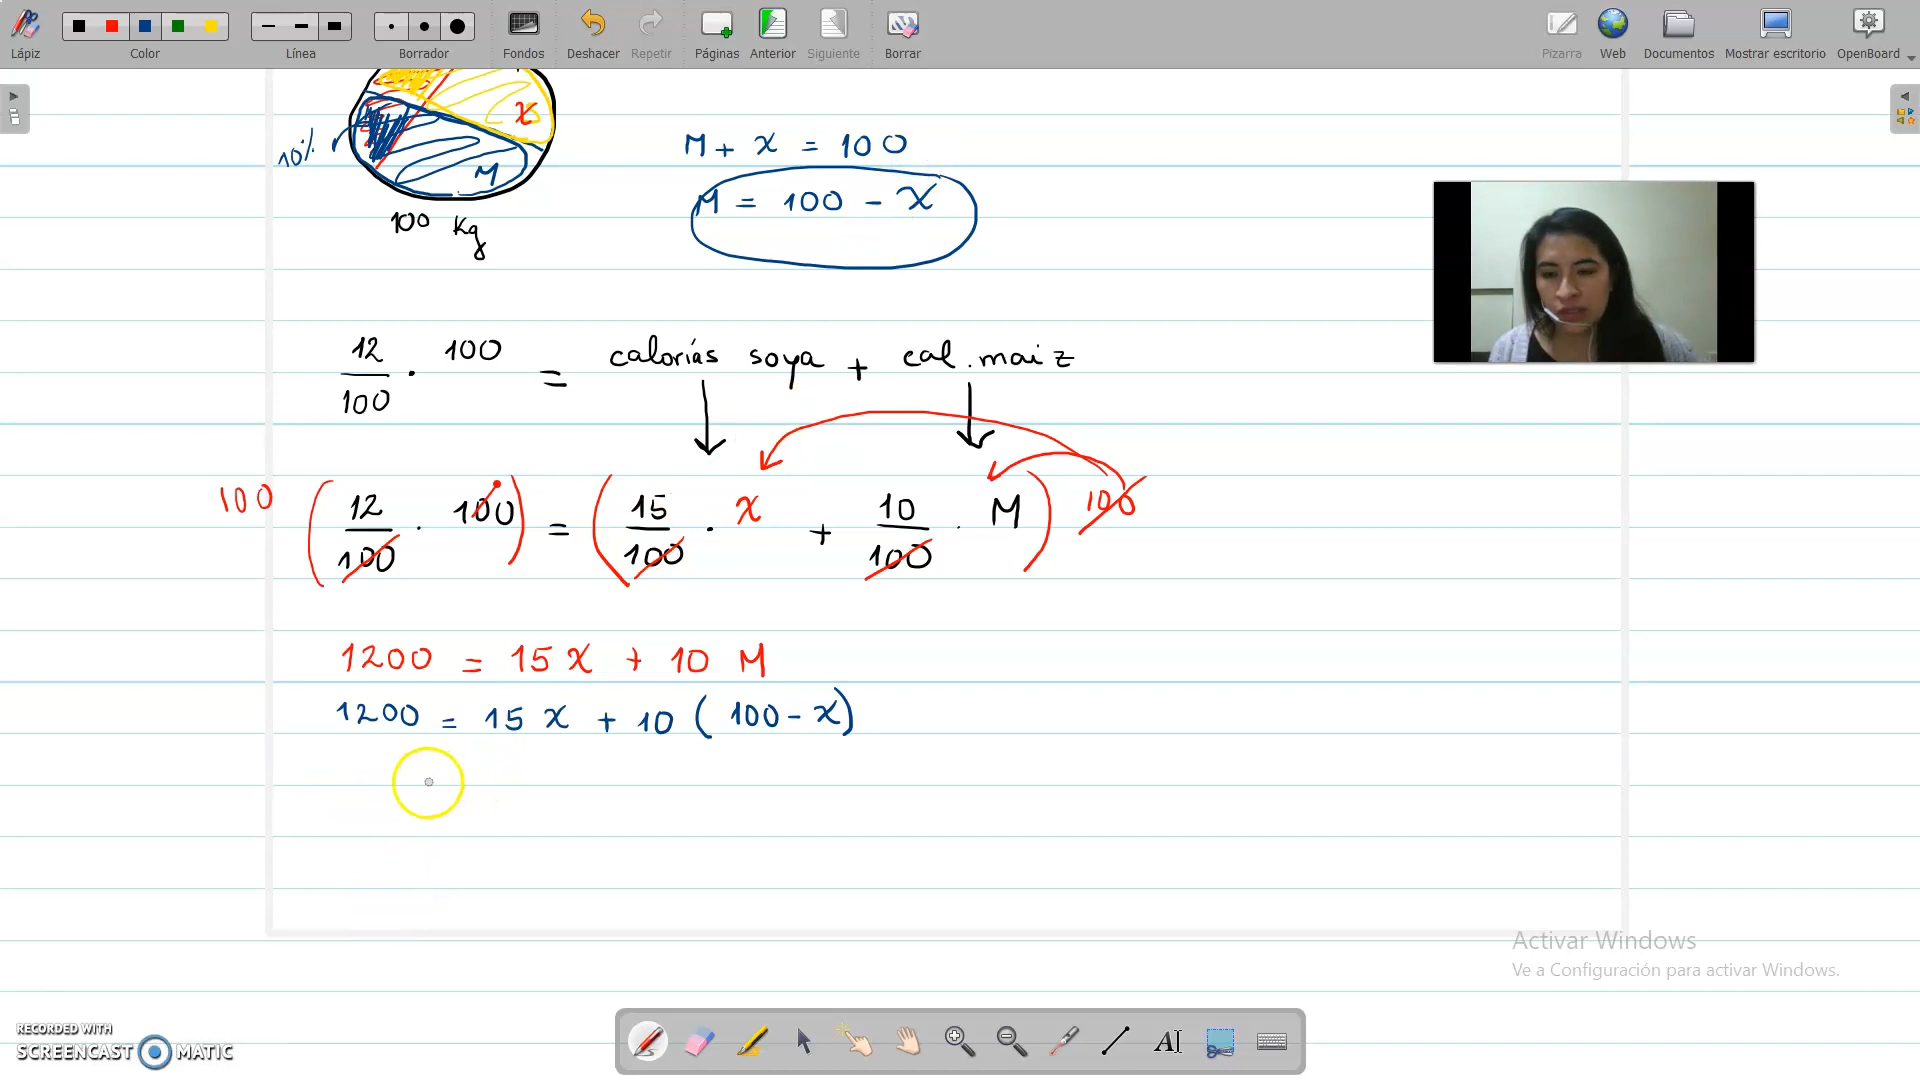 Lápiz Color Línea Borrador Fondos Deshacer Repetir Páginas Anterior Siguiente Borrar Pizarra Web Documentos Mostrar escritorio OpenBoard
x
10%
M
100 Kg
M + x = 100
M = 100 - x
12/100 · 100 = calorías soya + cal. maiz
100 (12/100 · 100) = (15/100 · x + 10/100 · M) 100
1200 = 15 x + 10 M
1200 = 15 x + 10 (100 - x)
Activar Windows
Ve a Configuración para activar Windows.
RECORDED WITH
SCREENCAST MATIC
AI